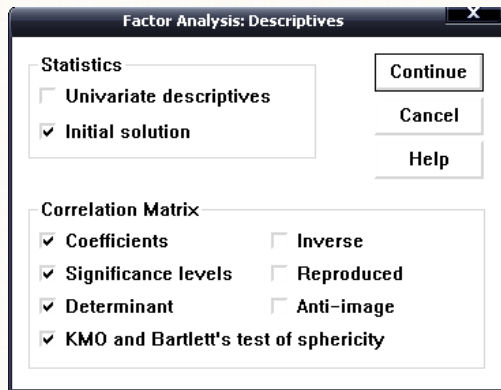 Factor Analysis: Descriptives
X
Statistics
Univariate descriptives
Initial solution
Continue
Cancel
Help
Correlation Matrix
Coefficients
Inverse
Significance levels
Reproduced
Determinant
Anti-image
KMO and Bartlett's test of sphericity